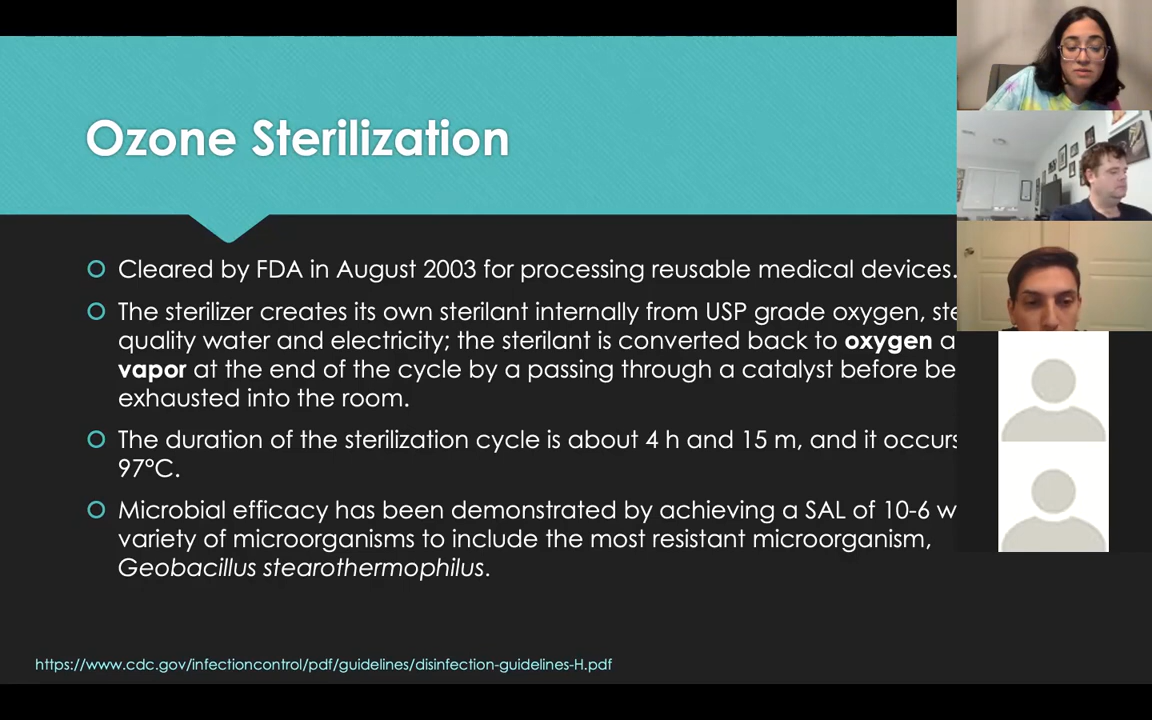 Ozone Sterilization
Cleared by FDA in August 2003 for processing reusable medical devices.
The sterilizer creates its own sterilant internally from USP grade oxygen,
quality water and electricity; the sterilant is converted back to oxygen
vapor at the end of the cycle by a passing through a catalyst before
exhausted into the room.
The duration of the sterilization cycle is about 4 h and 15 m, and it occurs
97°C.
Microbial efficacy has been demonstrated by achieving a SAL of 10-6
variety of microorganisms to include the most resistant microorganism,
Geobacillus stearothermophilus.
https://www.cdc.gov/infectioncontrol/pdf/guidelines/disinfection-guidelines-H.pdf